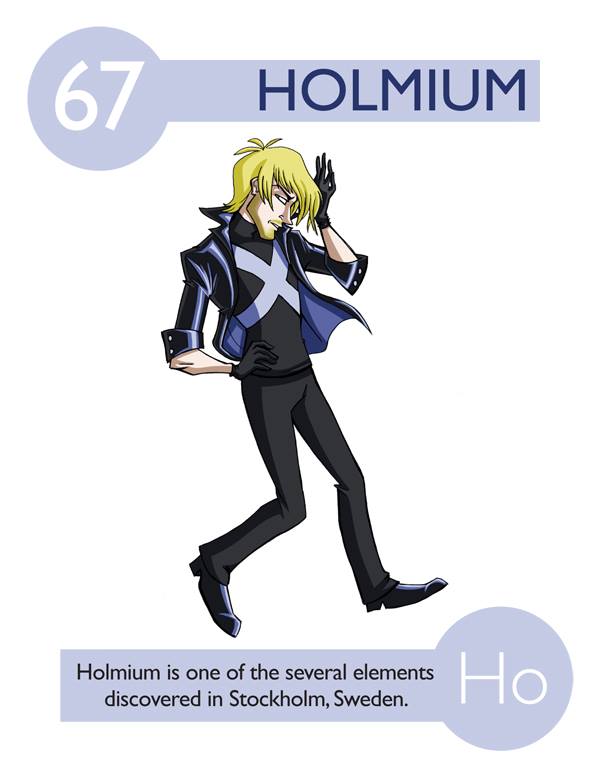 67
HOLMIUM
Holmium is one of the several elements
discovered in Stockholm, Sweden.
Ho